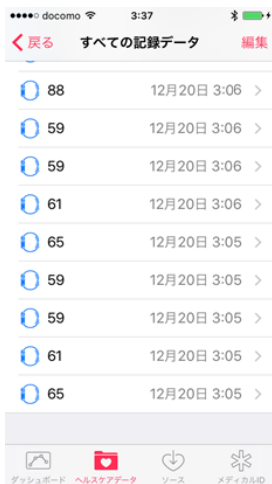 docomo 3:37
戻る すべての記録データ 編集
88 12月20日 3:06
59 12月20日 3:06
59 12月20日 3:06
61 12月20日 3:06
65 12月20日 3:05
59 12月20日 3:05
59 12月20日 3:05
61 12月20日 3:05
65 12月20日 3:05
ダッシュボード ヘルスケアデータ ソース メディカルID